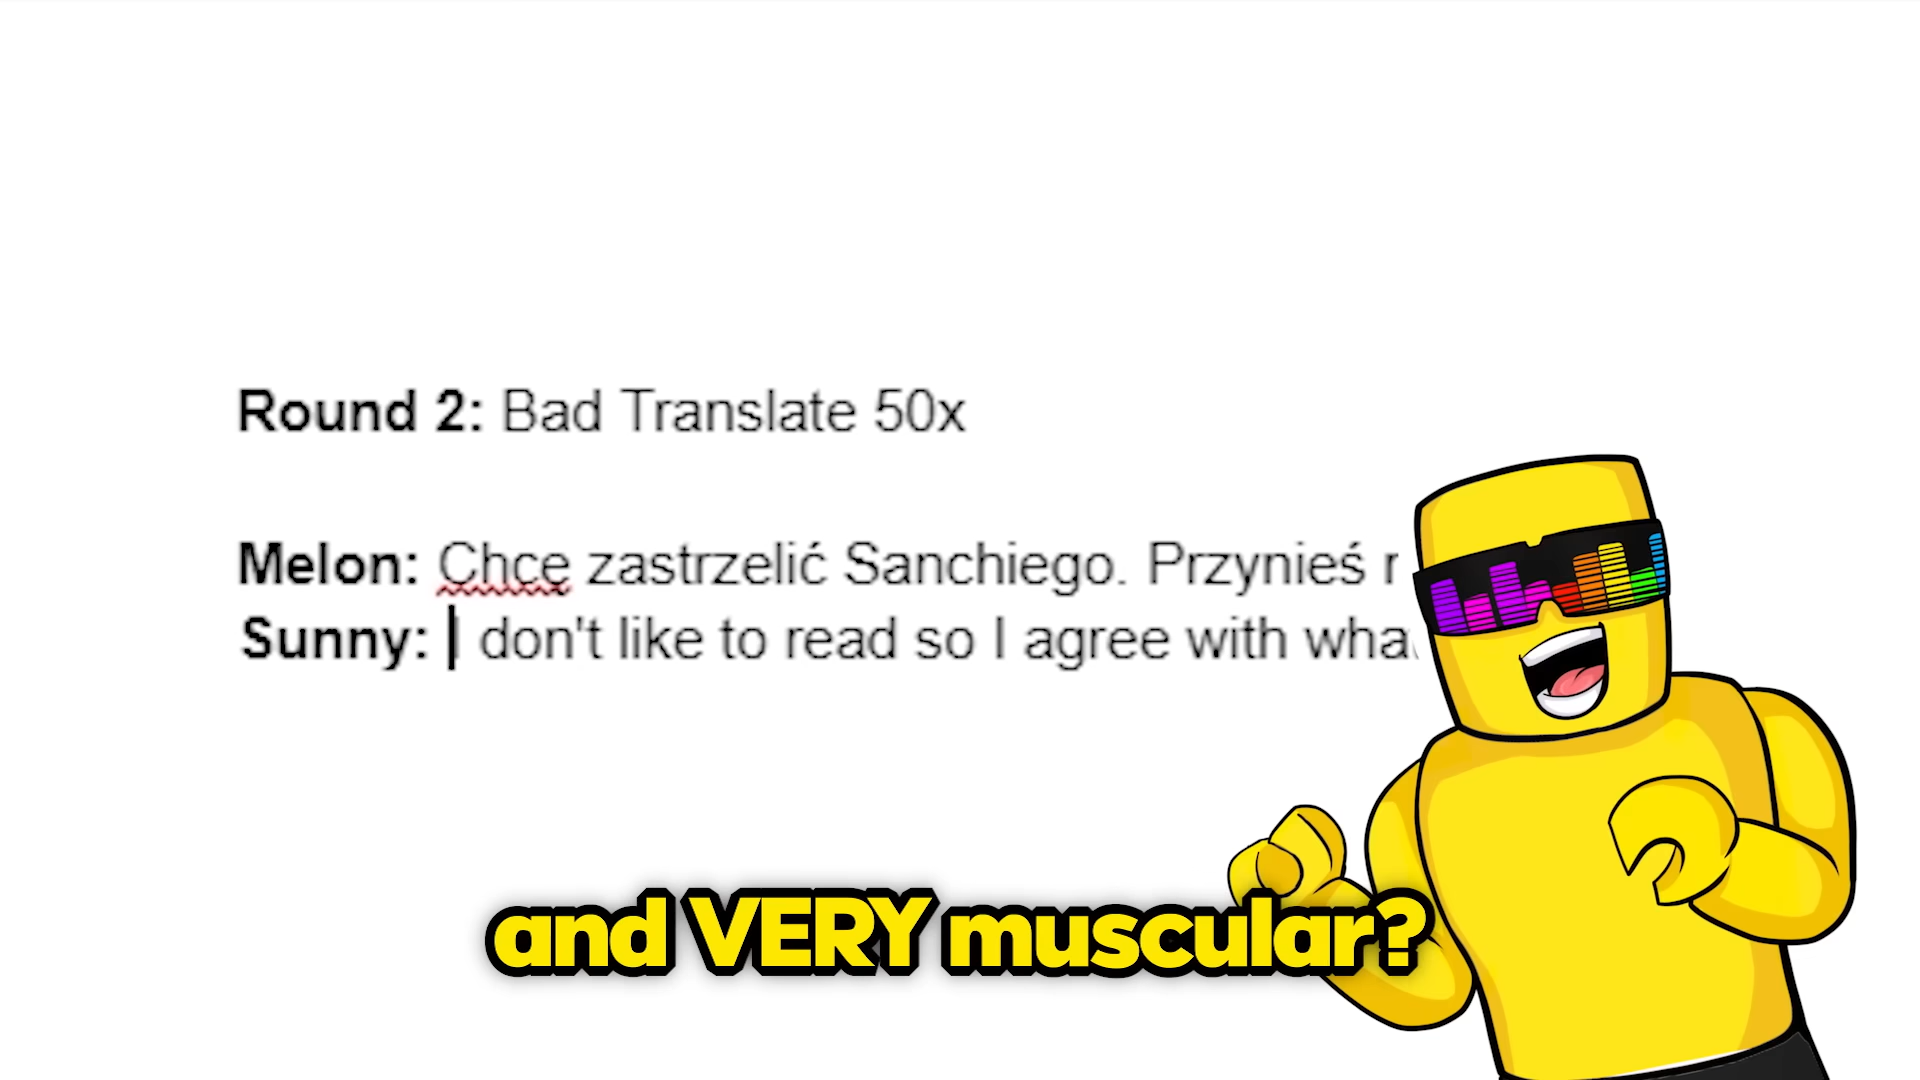 Round 2: Bad Translate 50x
Melon: Chcę zastrzelić Sanchiego. Przynieś
Sunny: I don't like to read so I agree with
and VERY muscular?